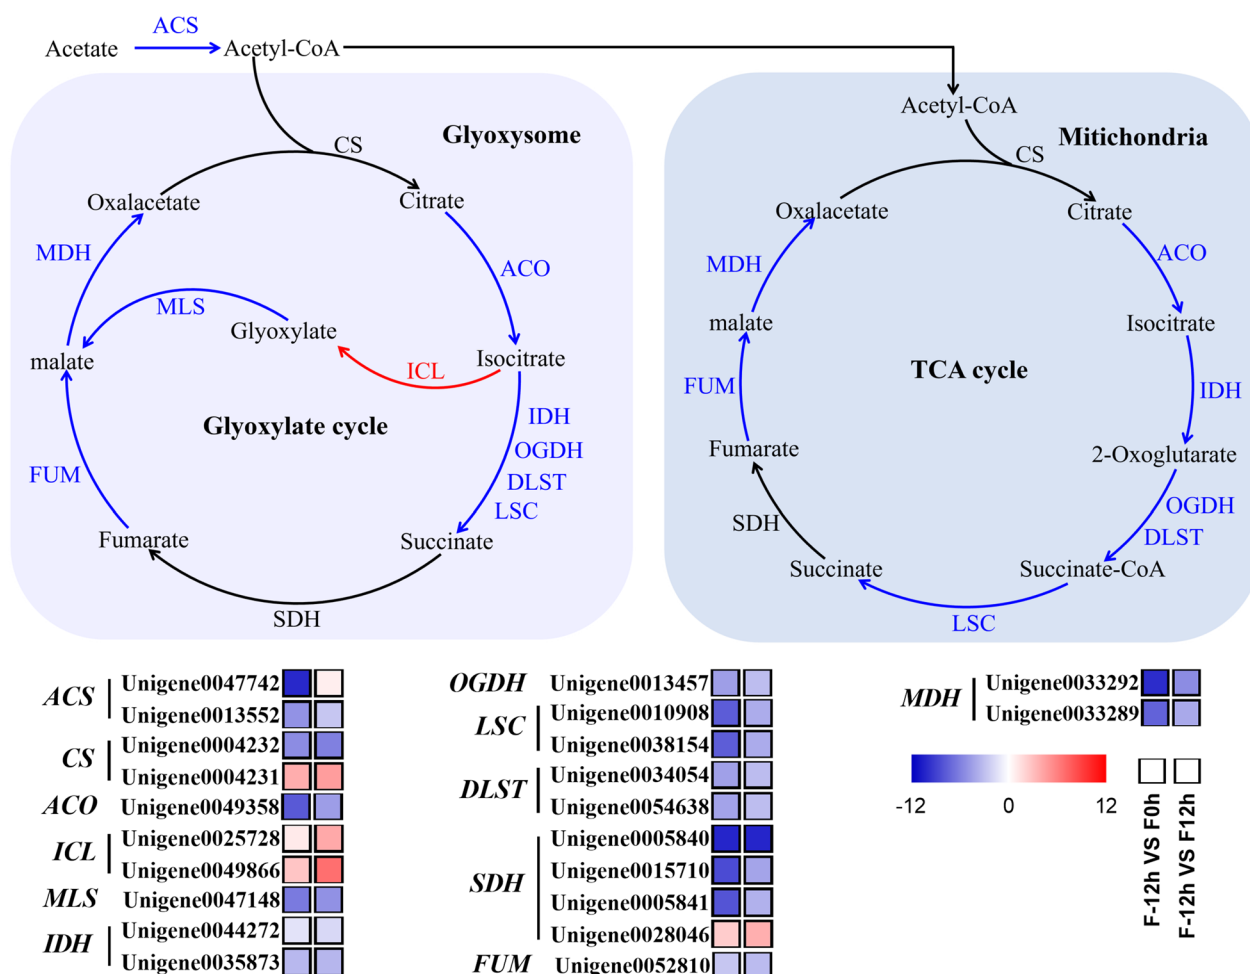 ACS
Acetate
Acetyl-CoA
Acetyl-CoA
Glyoxysome
CS
Oxalacetate
Citrate
MDH
ACO
MLS
Glyoxylate
malate
Isocitrate
ICL
IDH
Glyoxylate cycle
OGDH
FUM
DLST
LSC
Fumarate
Succinate
SDH
Mitichondria
CS
Oxalacetate
Citrate
MDH
ACO
malate
Isocitrate
TCA cycle
FUM
IDH
Fumarate
2-Oxoglutarate
OGDH
SDH
DLST
Succinate
Succinate-CoA
LSC
ACS
Unigene0047742
Unigene0013552
CS
Unigene0004232
Unigene0004231
ACO
Unigene0049358
ICL
Unigene0025728
Unigene0049866
MLS
Unigene0047148
IDH
Unigene0044272
Unigene0035873
OGDH
Unigene0013457
LSC
Unigene0010908
Unigene0038154
DLST
Unigene0034054
Unigene0054638
SDH
Unigene0005840
Unigene0015710
Unigene0005841
Unigene0028046
FUM
Unigene0052810
MDH
Unigene0033292
Unigene0033289
-12 0 12
F-12h VS F0h
F-12h VS F12h